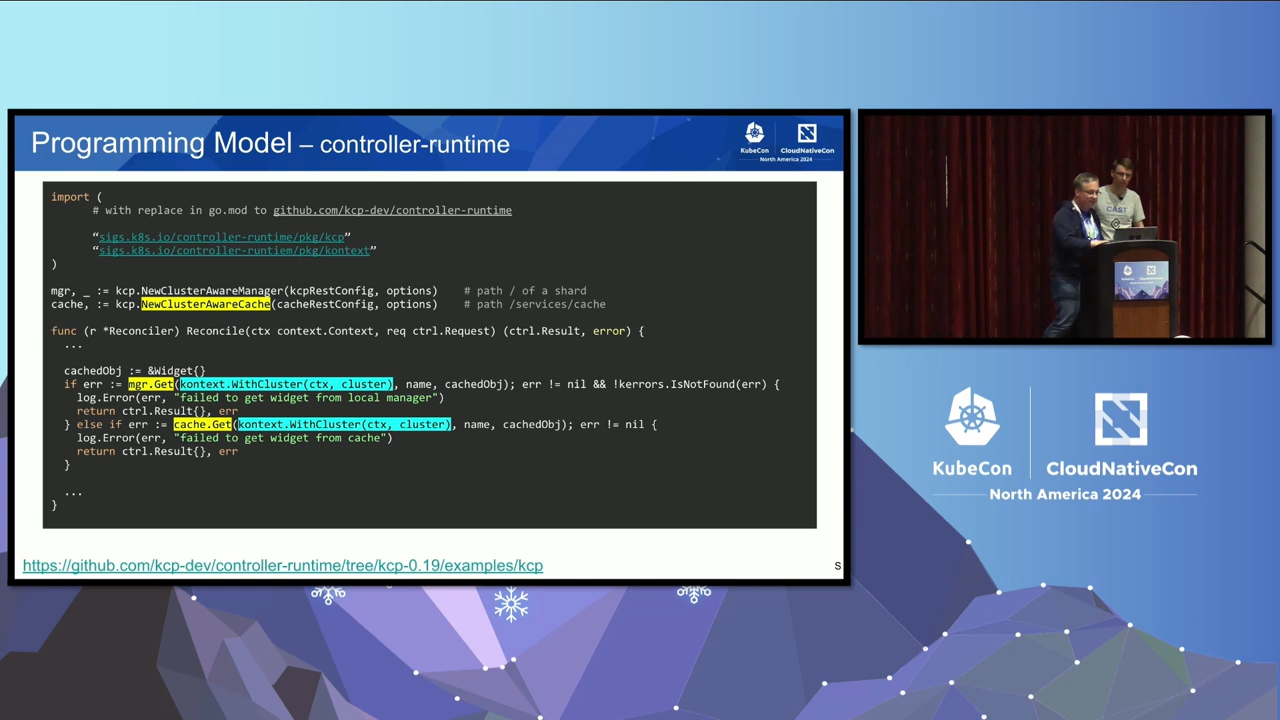 Programming Model – controller-runtime
KubeCon
CloudNativeCon
North America 2024
import (
# with replace in go.mod to github.com/kcp-dev/controller-runtime
“sigs.k8s.io/controller-runtime/pkg/kcp”
“sigs.k8s.io/controller-runtiem/pkg/kontext”
)
mgr, _ := kcp.NewClusterAwareManager(kcpRestConfig, options) # path / of a shard
cache, := kcp.NewClusterAwareCache(cacheRestConfig, options) # path /services/cache
func (r *Reconciler) Reconcile(ctx context.Context, req ctrl.Request) (ctrl.Result, error) {
...
cachedObj := &Widget{}
if err := mgr.Get(kontext.WithCluster(ctx, cluster), name, cachedObj); err != nil && !kerrors.IsNotFound(err) {
log.Error(err, "failed to get widget from local manager")
return ctrl.Result{}, err
} else if err := cache.Get(kontext.WithCluster(ctx, cluster), name, cachedObj); err != nil {
log.Error(err, "failed to get widget from cache")
return ctrl.Result{}, err
}
...
}
https://github.com/kcp-dev/controller-runtime/tree/kcp-0.19/examples/kcp
S
CAST
KubeCon
CloudNativeCon
North America 2024